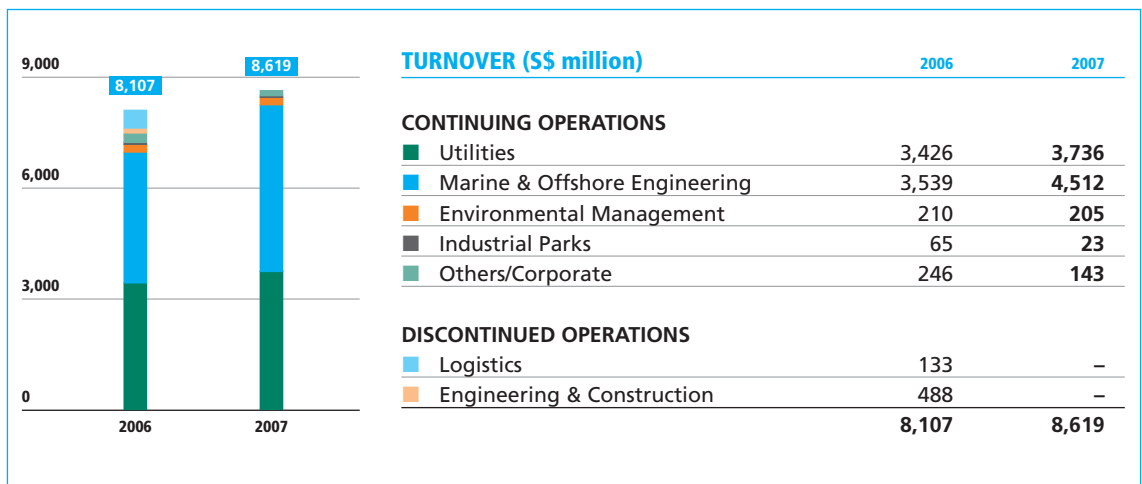 9,000
6,000
3,000
0
8,107
8,619
2006 2007
TURNOVER (S$ million) 2006 2007
CONTINUING OPERATIONS
Utilities 3,426 3,736
Marine & Offshore Engineering 3,539 4,512
Environmental Management 210 205
Industrial Parks 65 23
Others/Corporate 246 143
DISCONTINUED OPERATIONS
Logistics 133 –
Engineering & Construction 488 –
8,107 8,619